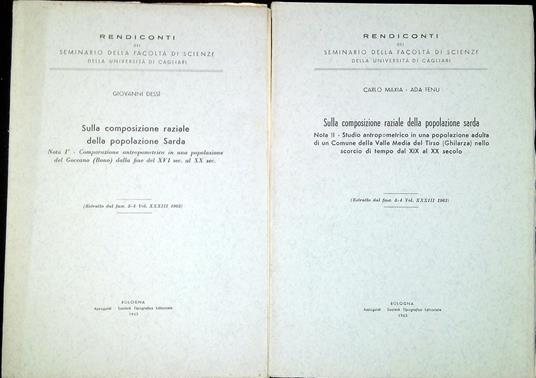 RENDICONTI
DEL
SEMINARIO DELLA FACOLTÀ DI SCIENZE
DELLA UNIVERSITÀ DI CAGLIARI
GIOVANNI DESSÌ
Sulla composizione raziale
della popolazione Sarda
Nota Iª - Comparazione antropometrica in una popolazione
del Goceano (Bono) dalla fine del XVI sec. al XX sec.
(Estratto dal fasc. 3-4 Vol. XXXIII 1963)
BOLOGNA
Azzoguidi - Società Tipografica Editoriale
1963
RENDICONTI
DEL
SEMINARIO DELLA FACOLTÀ DI SCIENZE
DELLA UNIVERSITÀ DI CAGLIARI
CARLO MAXIA - ADA FENU
Sulla composizione raziale della popolazione sarda
Nota II - Studio antropometrico in una popolazione adulta
di un Comune della Valle Media del Tirso (Ghilarza) nello
scorcio di tempo dal XIX al XX secolo
(Estratto dal fasc. 3-4 Vol. XXXIII 1963)
BOLOGNA
Azzoguidi - Società Tipografica Editoriale
1963